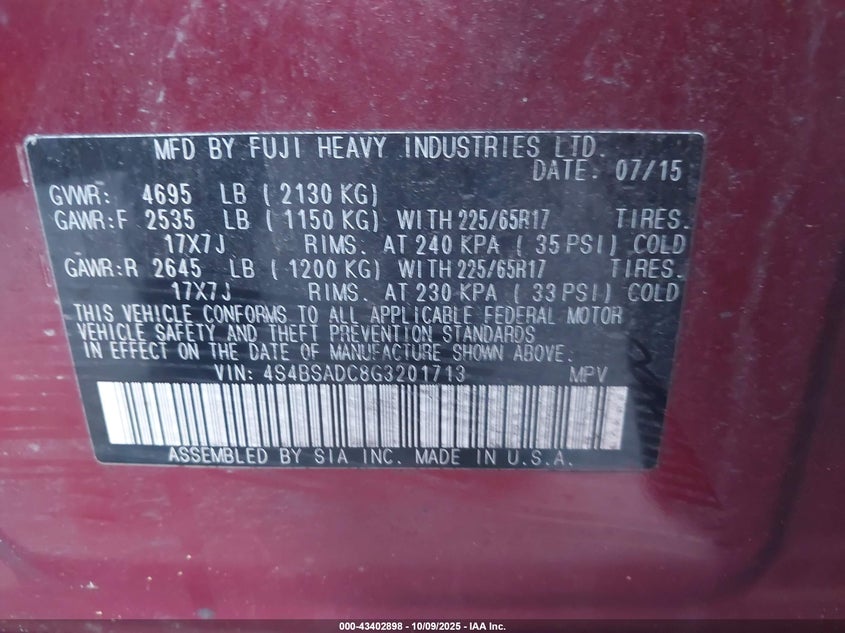 MFD BY FUJI HEAVY INDUSTRIES LTD.
DATE: 07/15
GVWR: 4695 LB ( 2130 KG)
GAWR:F 2535 LB ( 1150 KG) WITH 225/65R17 TIRES.
17X7J RIMS. AT 240 KPA ( 35 PSI) COLD
GAWR:R 2645 LB ( 1200 KG) WITH 225/65R17 TIRES.
17X7J RIMS. AT 230 KPA ( 33 PSI) COLD
THIS VEHICLE CONFORMS TO ALL APPLICABLE FEDERAL MOTOR
VEHICLE SAFETY AND THEFT PREVENTION STANDARDS
IN EFFECT ON THE DATE OF MANUFACTURE SHOWN ABOVE.
VIN: 4S4BSADC8G3201713 MPV
ASSEMBLED BY SIA INC. MADE IN U.S.A.
000-43402898 - 10/09/2025 - IAA Inc.